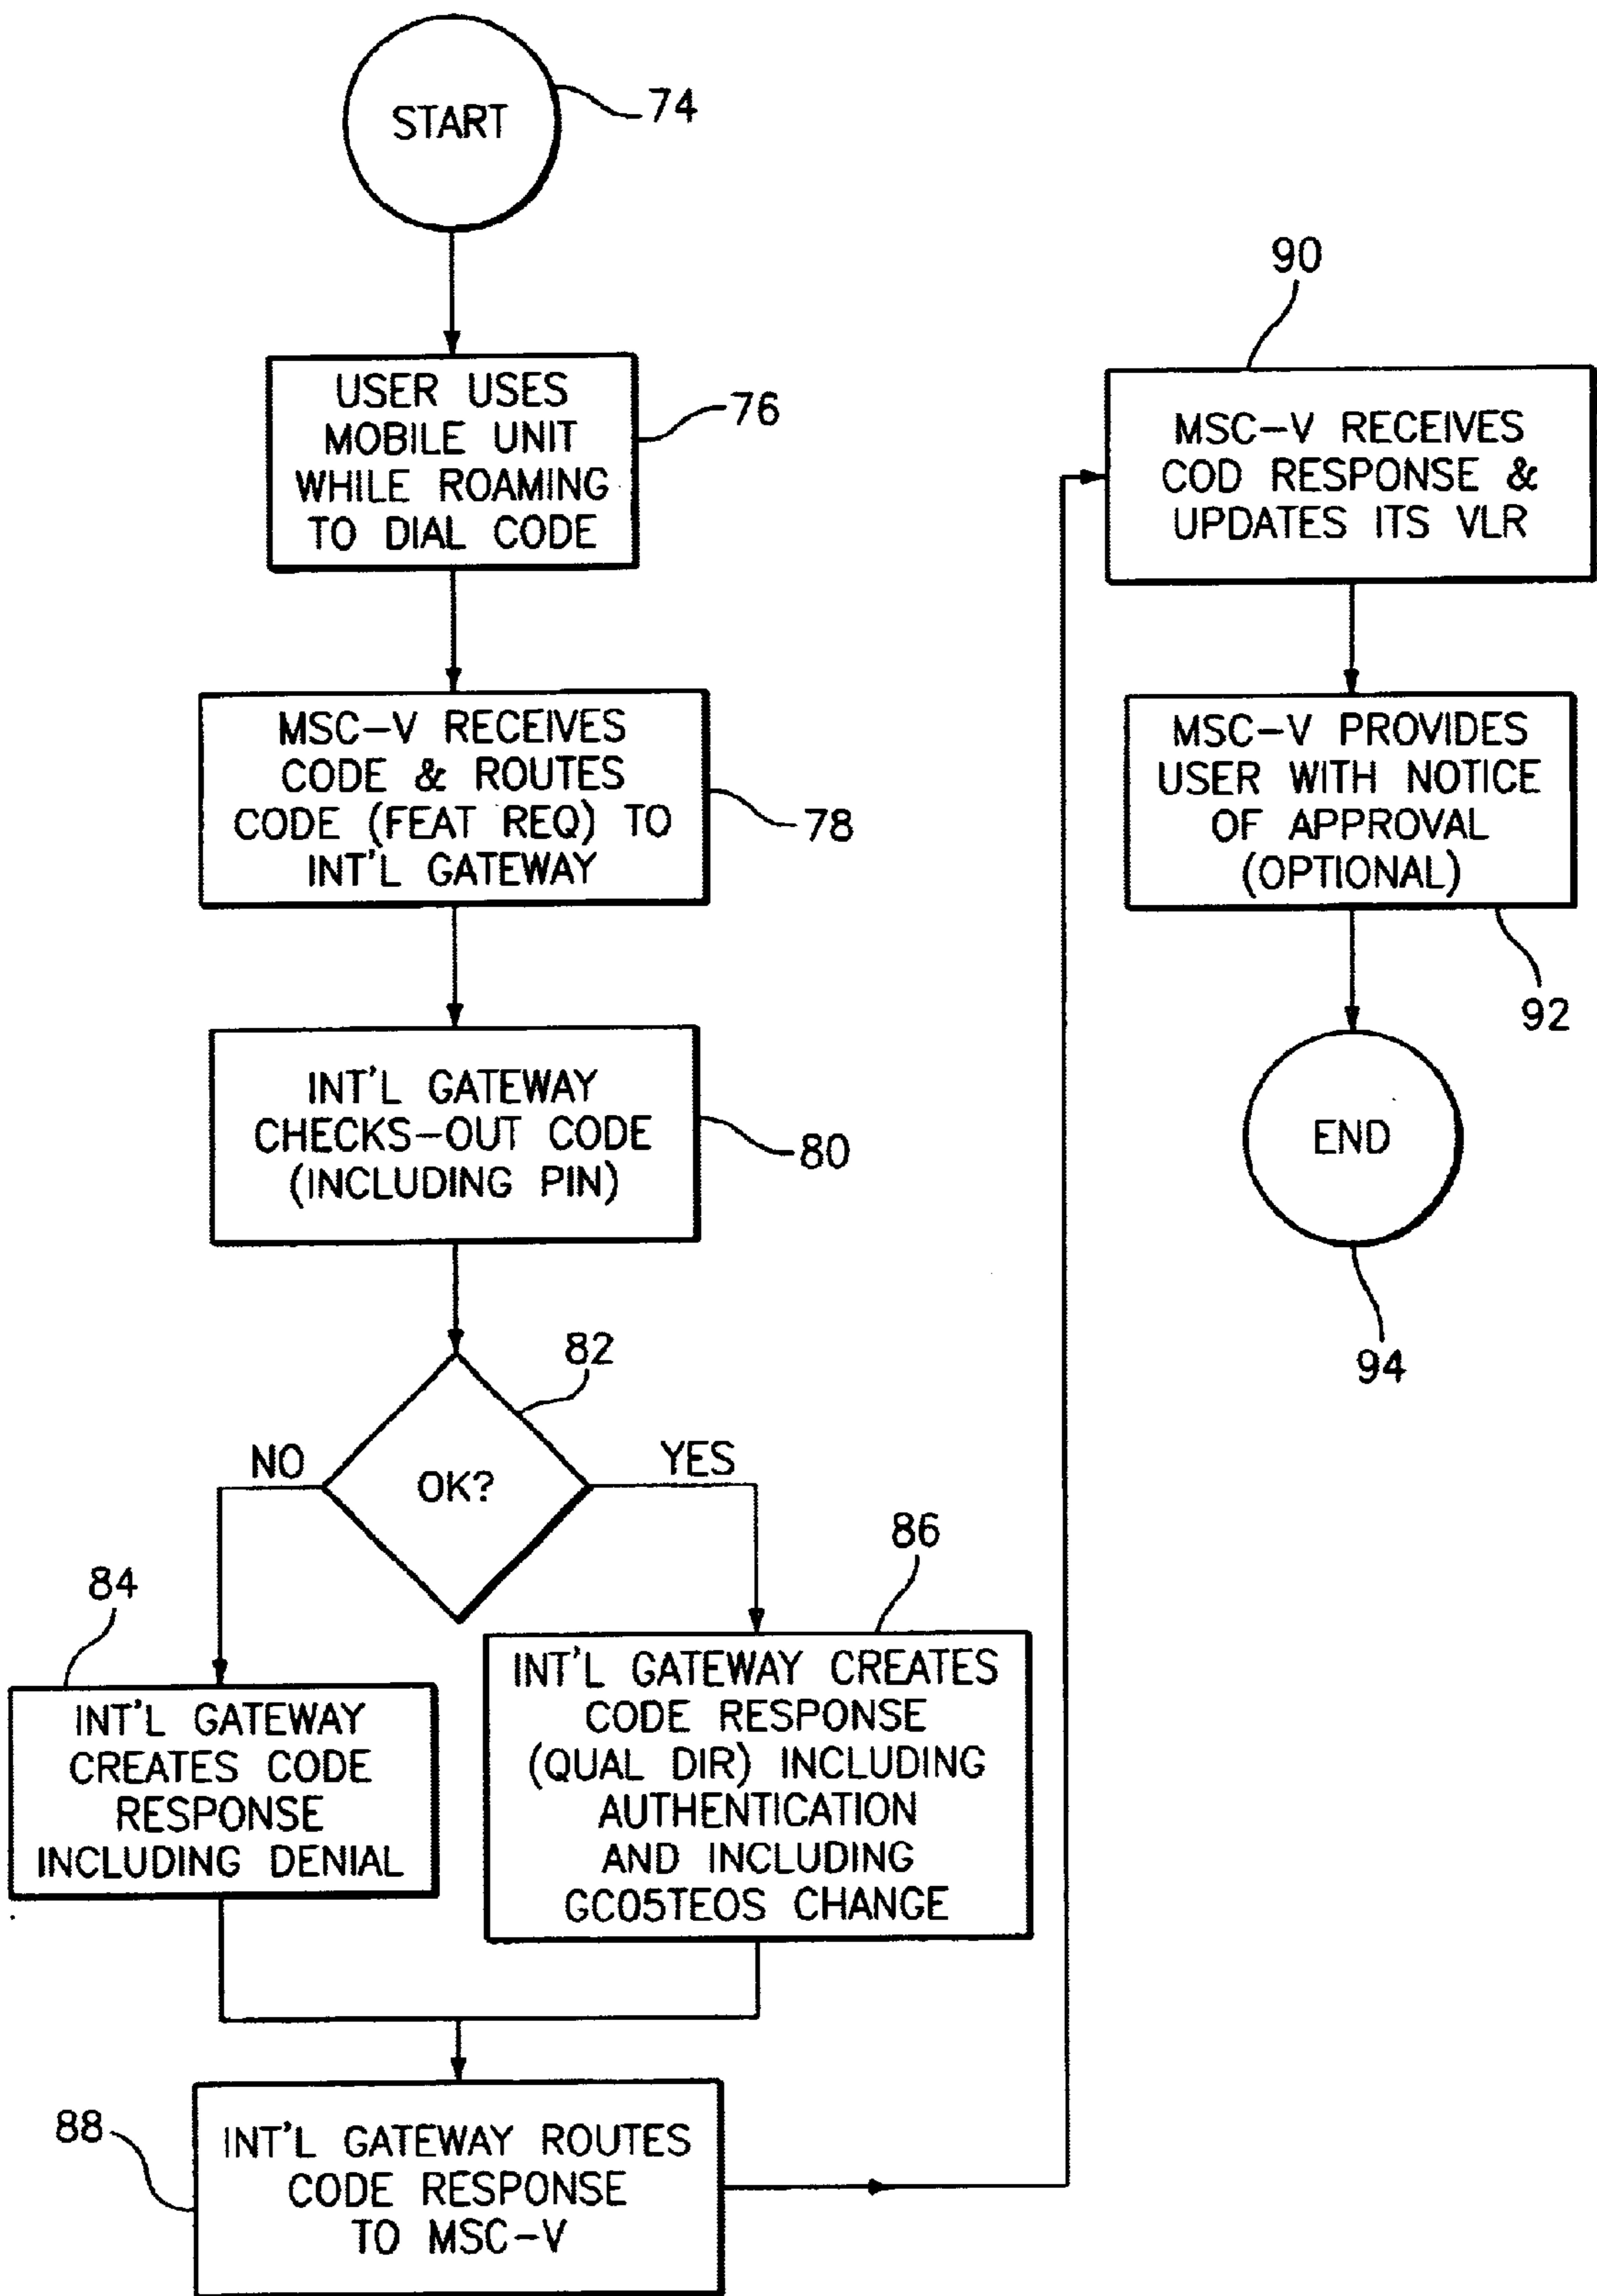 START
74
USER USES
MOBILE UNIT
WHILE ROAMING
TO DIAL CODE
76
MSC-V RECEIVES
CODE & ROUTES
CODE (FEAT REQ) TO
INT'L GATEWAY
78
INT'L GATEWAY
CHECKS-OUT CODE
(INCLUDING PIN)
80
82
OK?
NO
YES
84
INT'L GATEWAY
CREATES CODE
RESPONSE
INCLUDING DENIAL
86
INT'L GATEWAY CREATES
CODE RESPONSE
(QUAL DIR) INCLUDING
AUTHENTICATION
AND INCLUDING
GC05TEOS CHANGE
88
INT'L GATEWAY ROUTES
CODE RESPONSE
TO MSC-V
90
MSC-V RECEIVES
COD RESPONSE &
UPDATES ITS VLR
MSC-V PROVIDES
USER WITH NOTICE
OF APPROVAL
(OPTIONAL)
92
END
94